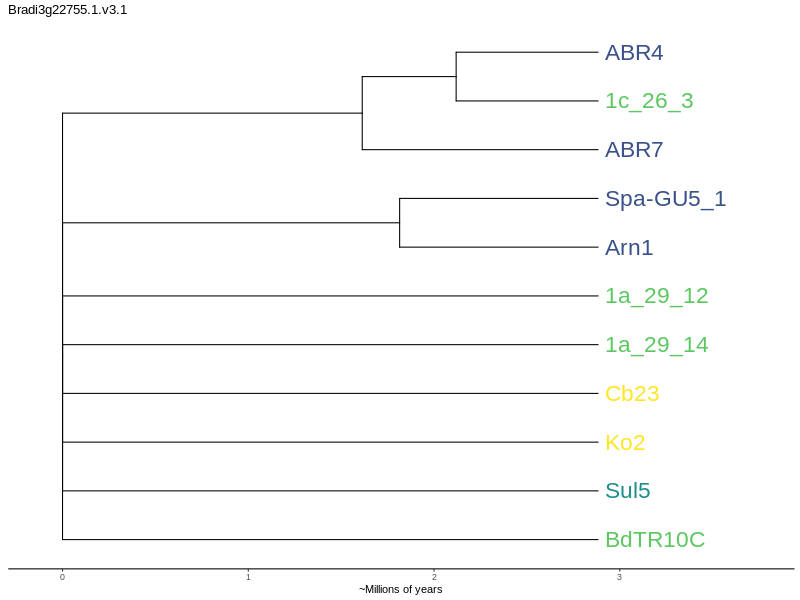 Bradi3g22755.1.v3.1
ABR4
1c_26_3
ABR7
Spa-GU5_1
Arn1
1a_29_12
1a_29_14
Cb23
Ko2
Sul5
BdTR10C
0 1 2 3
~Millions of years